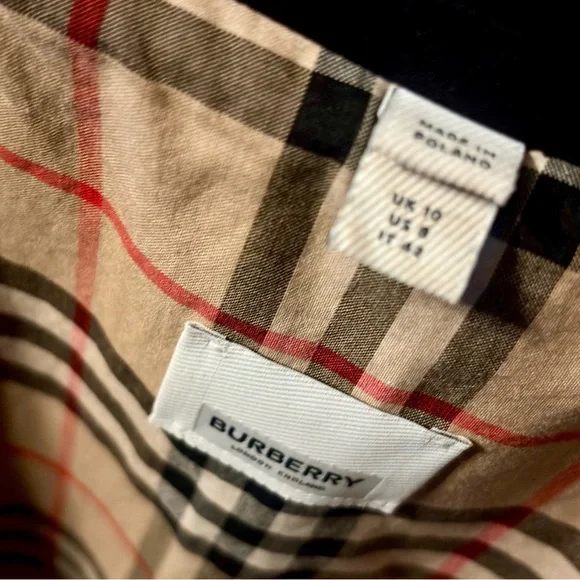 MADE IN
POLAND
UK 10
US 8
IT 42
BURBERRY
LONDON ENGLAND